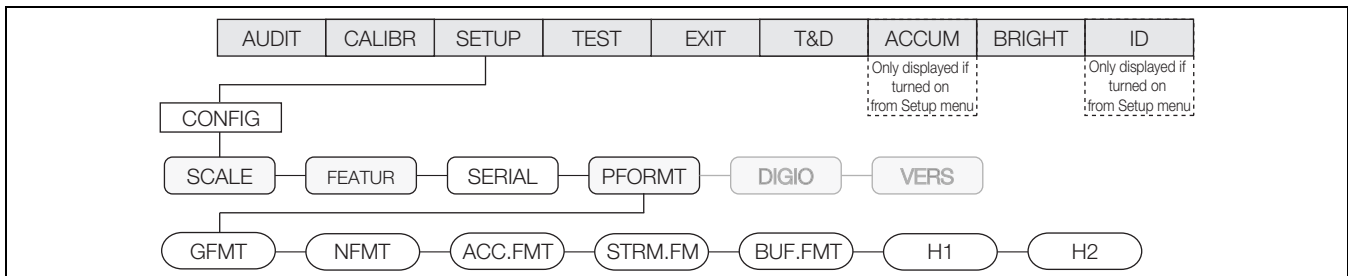 AUDIT CALIBR SETUP TEST EXIT T&D ACCUM BRIGHT ID
Only displayed if
turned on
from Setup menu
Only displayed if
turned on
from Setup menu
CONFIG
SCALE FEATUR SERIAL PFORMT DIGIO VERS
GFMT NFMT ACC.FMT STRM.FM BUF.FMT H1 H2